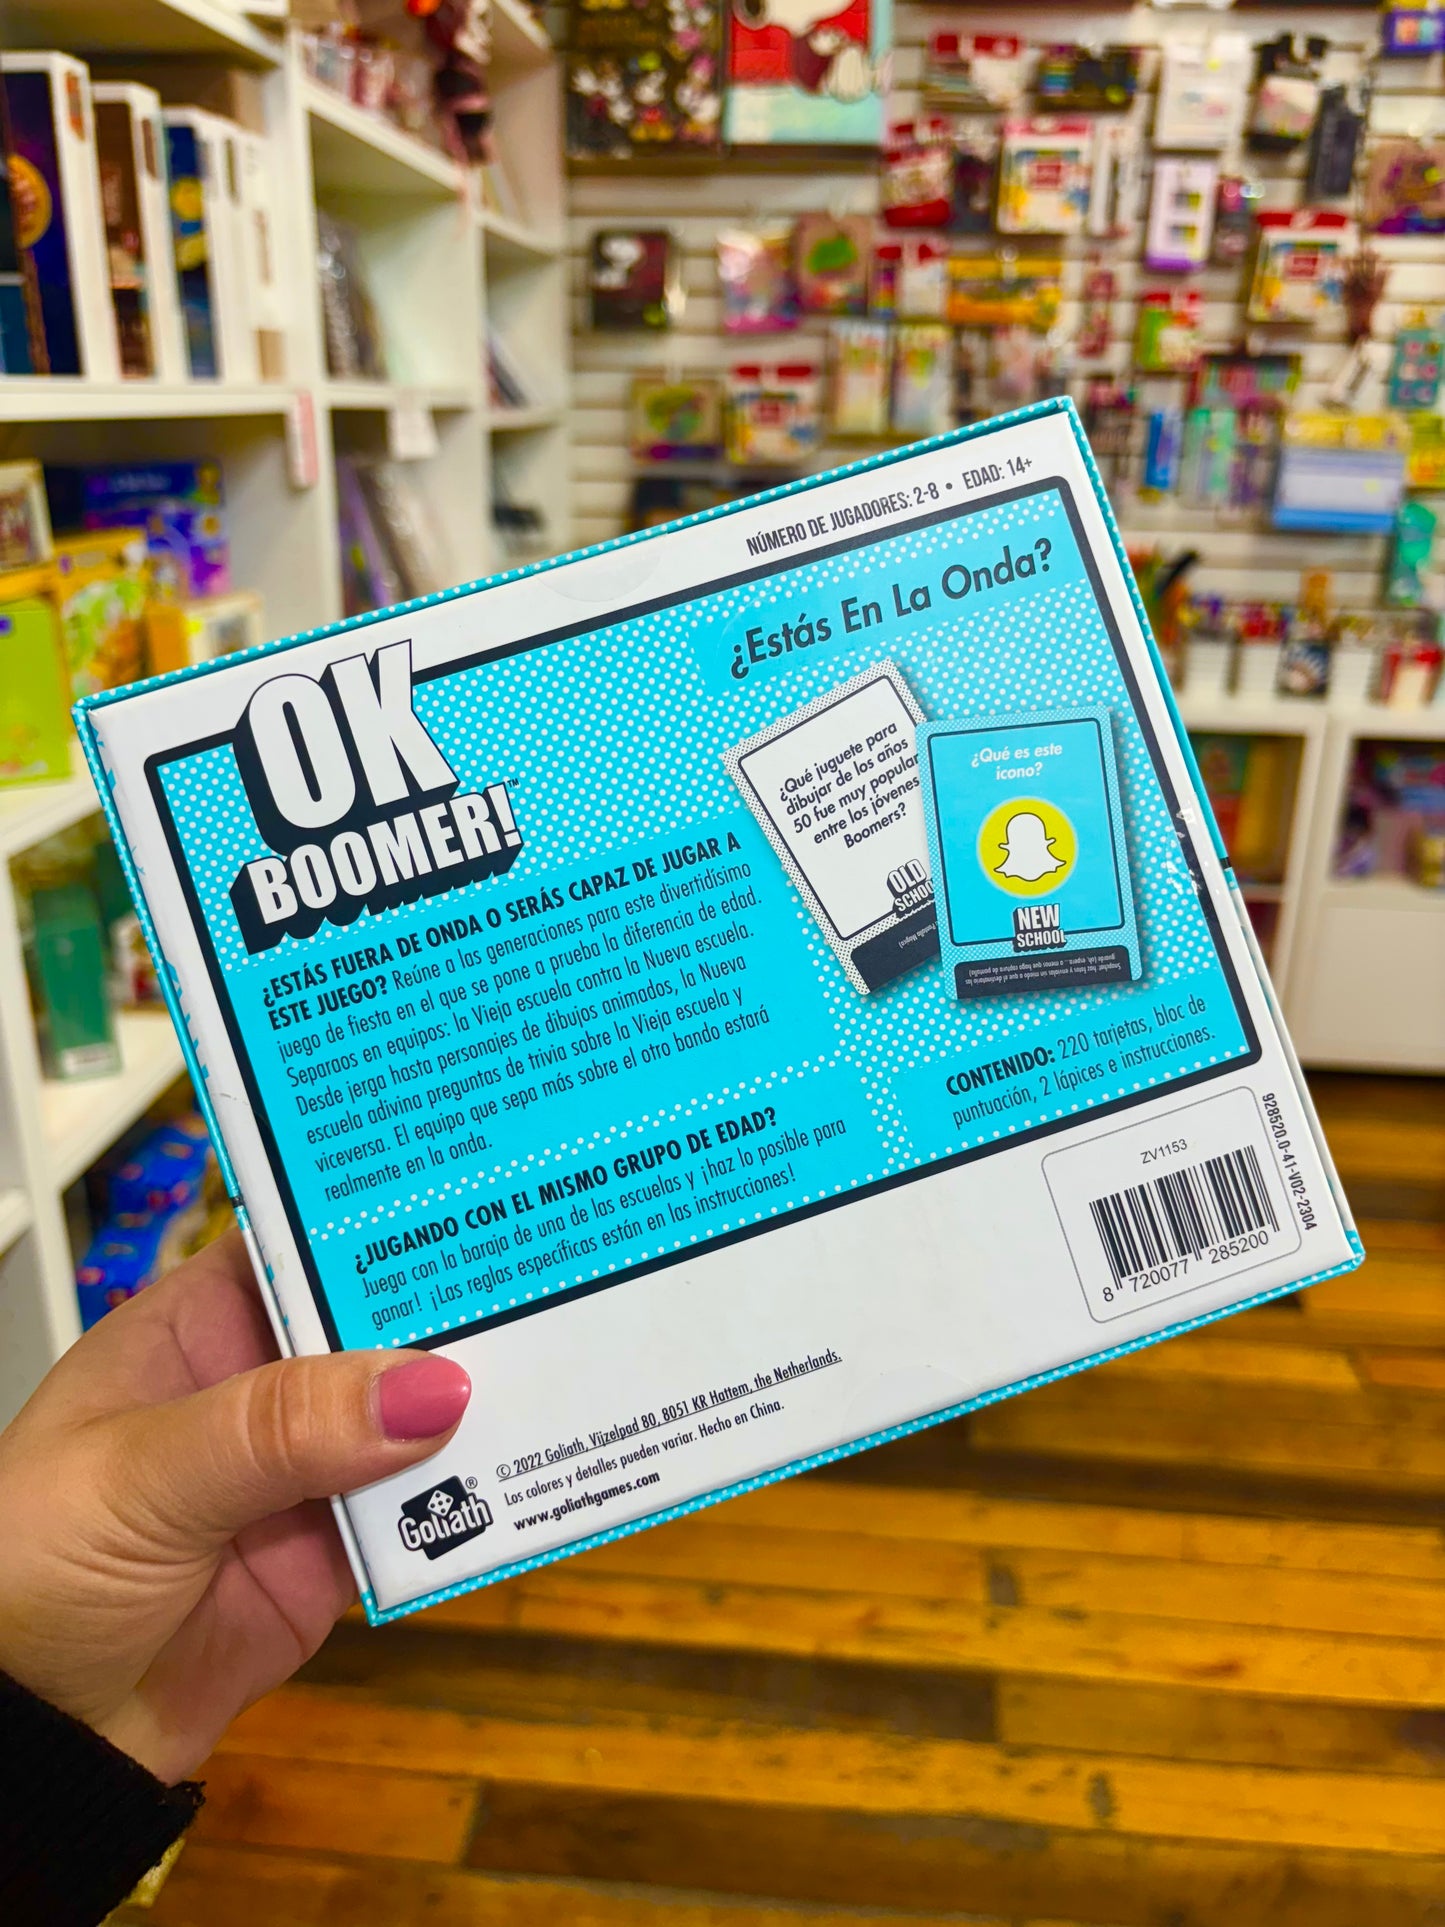 NÚMERO DE JUGADORES: 2-8 • EDAD: 14+
OK
BOOMER!™
¿Estás En La Onda?
¿ESTÁS FUERA DE ONDA O SERÁS CAPAZ DE JUGAR A
ESTE JUEGO? Reúne a las generaciones para este divertidísimo
juego de fiesta en el que se pone a prueba la diferencia de edad.
Separaos en equipos: la Vieja escuela contra la Nueva escuela.
Desde jerga hasta personajes de dibujos animados, la Nueva
escuela adivina preguntas de trivia sobre la Vieja escuela y
viceversa. El equipo que sepa más sobre el otro bando estará
realmente en la onda.
¿JUGANDO CON EL MISMO GRUPO DE EDAD?
Juega con la baraja de una de las escuelas y ¡haz lo posible para
ganar! ¡Las reglas específicas están en las instrucciones!
¿Qué juguete para
dibujar de los años
50 fue muy popular
entre los jóvenes
Boomers?
OLD
SCHOOL
¿Qué es este
icono?
NEW
SCHOOL
CONTENIDO: 220 tarjetas, bloc de
puntuación, 2 lápices e instrucciones.
ZV1153
8 720077 285200
928520.0-41-V02-2304
Goliath®
© 2022 Goliath, Vijzelpad 80, 8051 KR Hattem, the Netherlands.
Los colores y detalles pueden variar. Hecho en China.
www.goliathgames.com